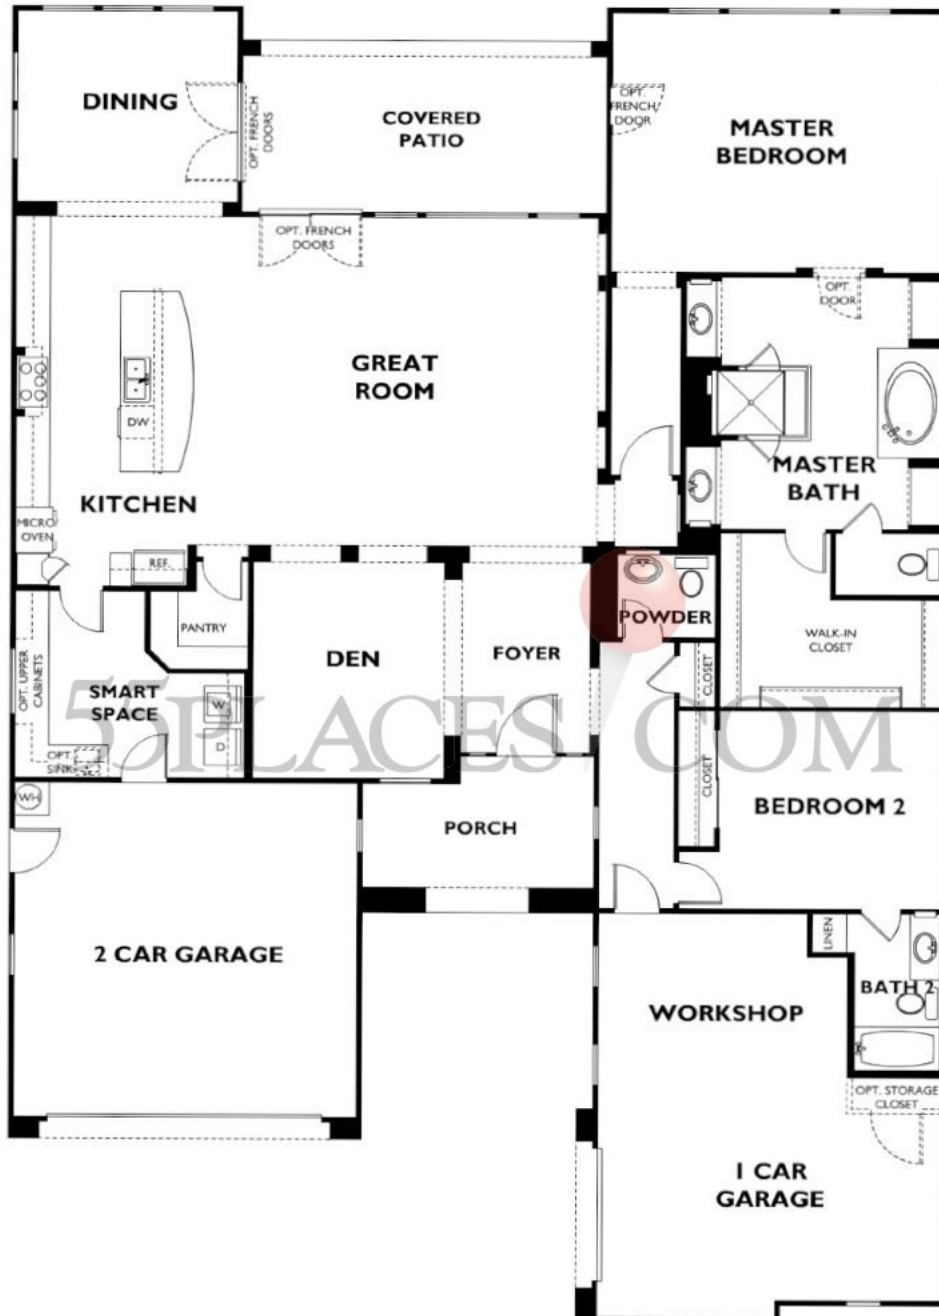 DINING
OPT. FRENCH
DOORS
COVERED
PATIO
OPT.
FRENCH
DOOR
MASTER
BEDROOM
OPT. FRENCH
DOORS
OPT.
DOOR
GREAT
ROOM
DW
KITCHEN
MICRO
OVEN
REF.
MASTER
BATH
PANTRY
DEN
FOYER
POWDER
WALK-IN
CLOSET
CLOSET
OPT. UPPER
CABINETS
SMART
SPACE
W
D
OPT.
SINK
55PLACES.COM
CLOSET
BEDROOM 2
WH
PORCH
2 CAR GARAGE
LINEN
BATH 2
WORKSHOP
OPT. STORAGE
CLOSET
1 CAR
GARAGE